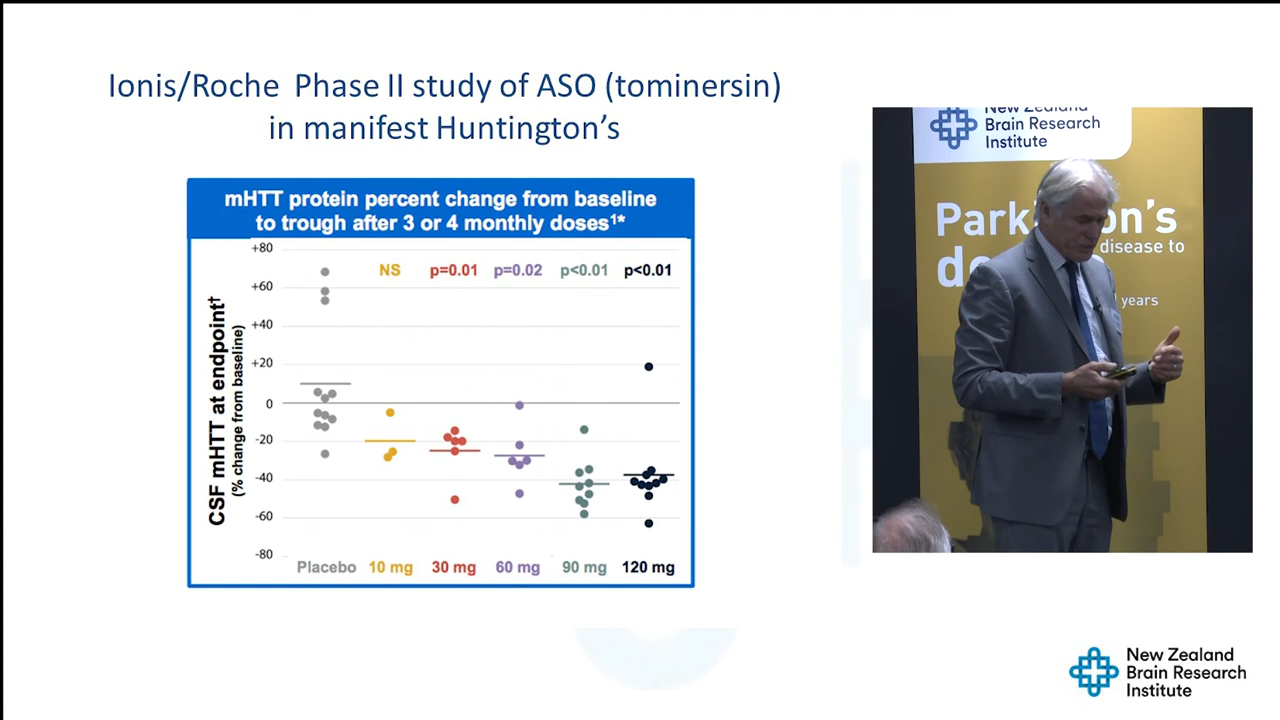 Ionis/Roche Phase II study of ASO (tominersin)
in manifest Huntington's
mHTT protein percent change from baseline
to trough after 3 or 4 monthly doses¹*
CSF mHTT at endpoint†
(% change from baseline)
+80
+60
+40
+20
0
-20
-40
-60
-80
NS
p=0.01
p=0.02
p<0.01
p<0.01
Placebo
10 mg
30 mg
60 mg
90 mg
120 mg
New Zealand
Brain Research
Institute
disease to
years
New Zealand
Brain Research
Institute